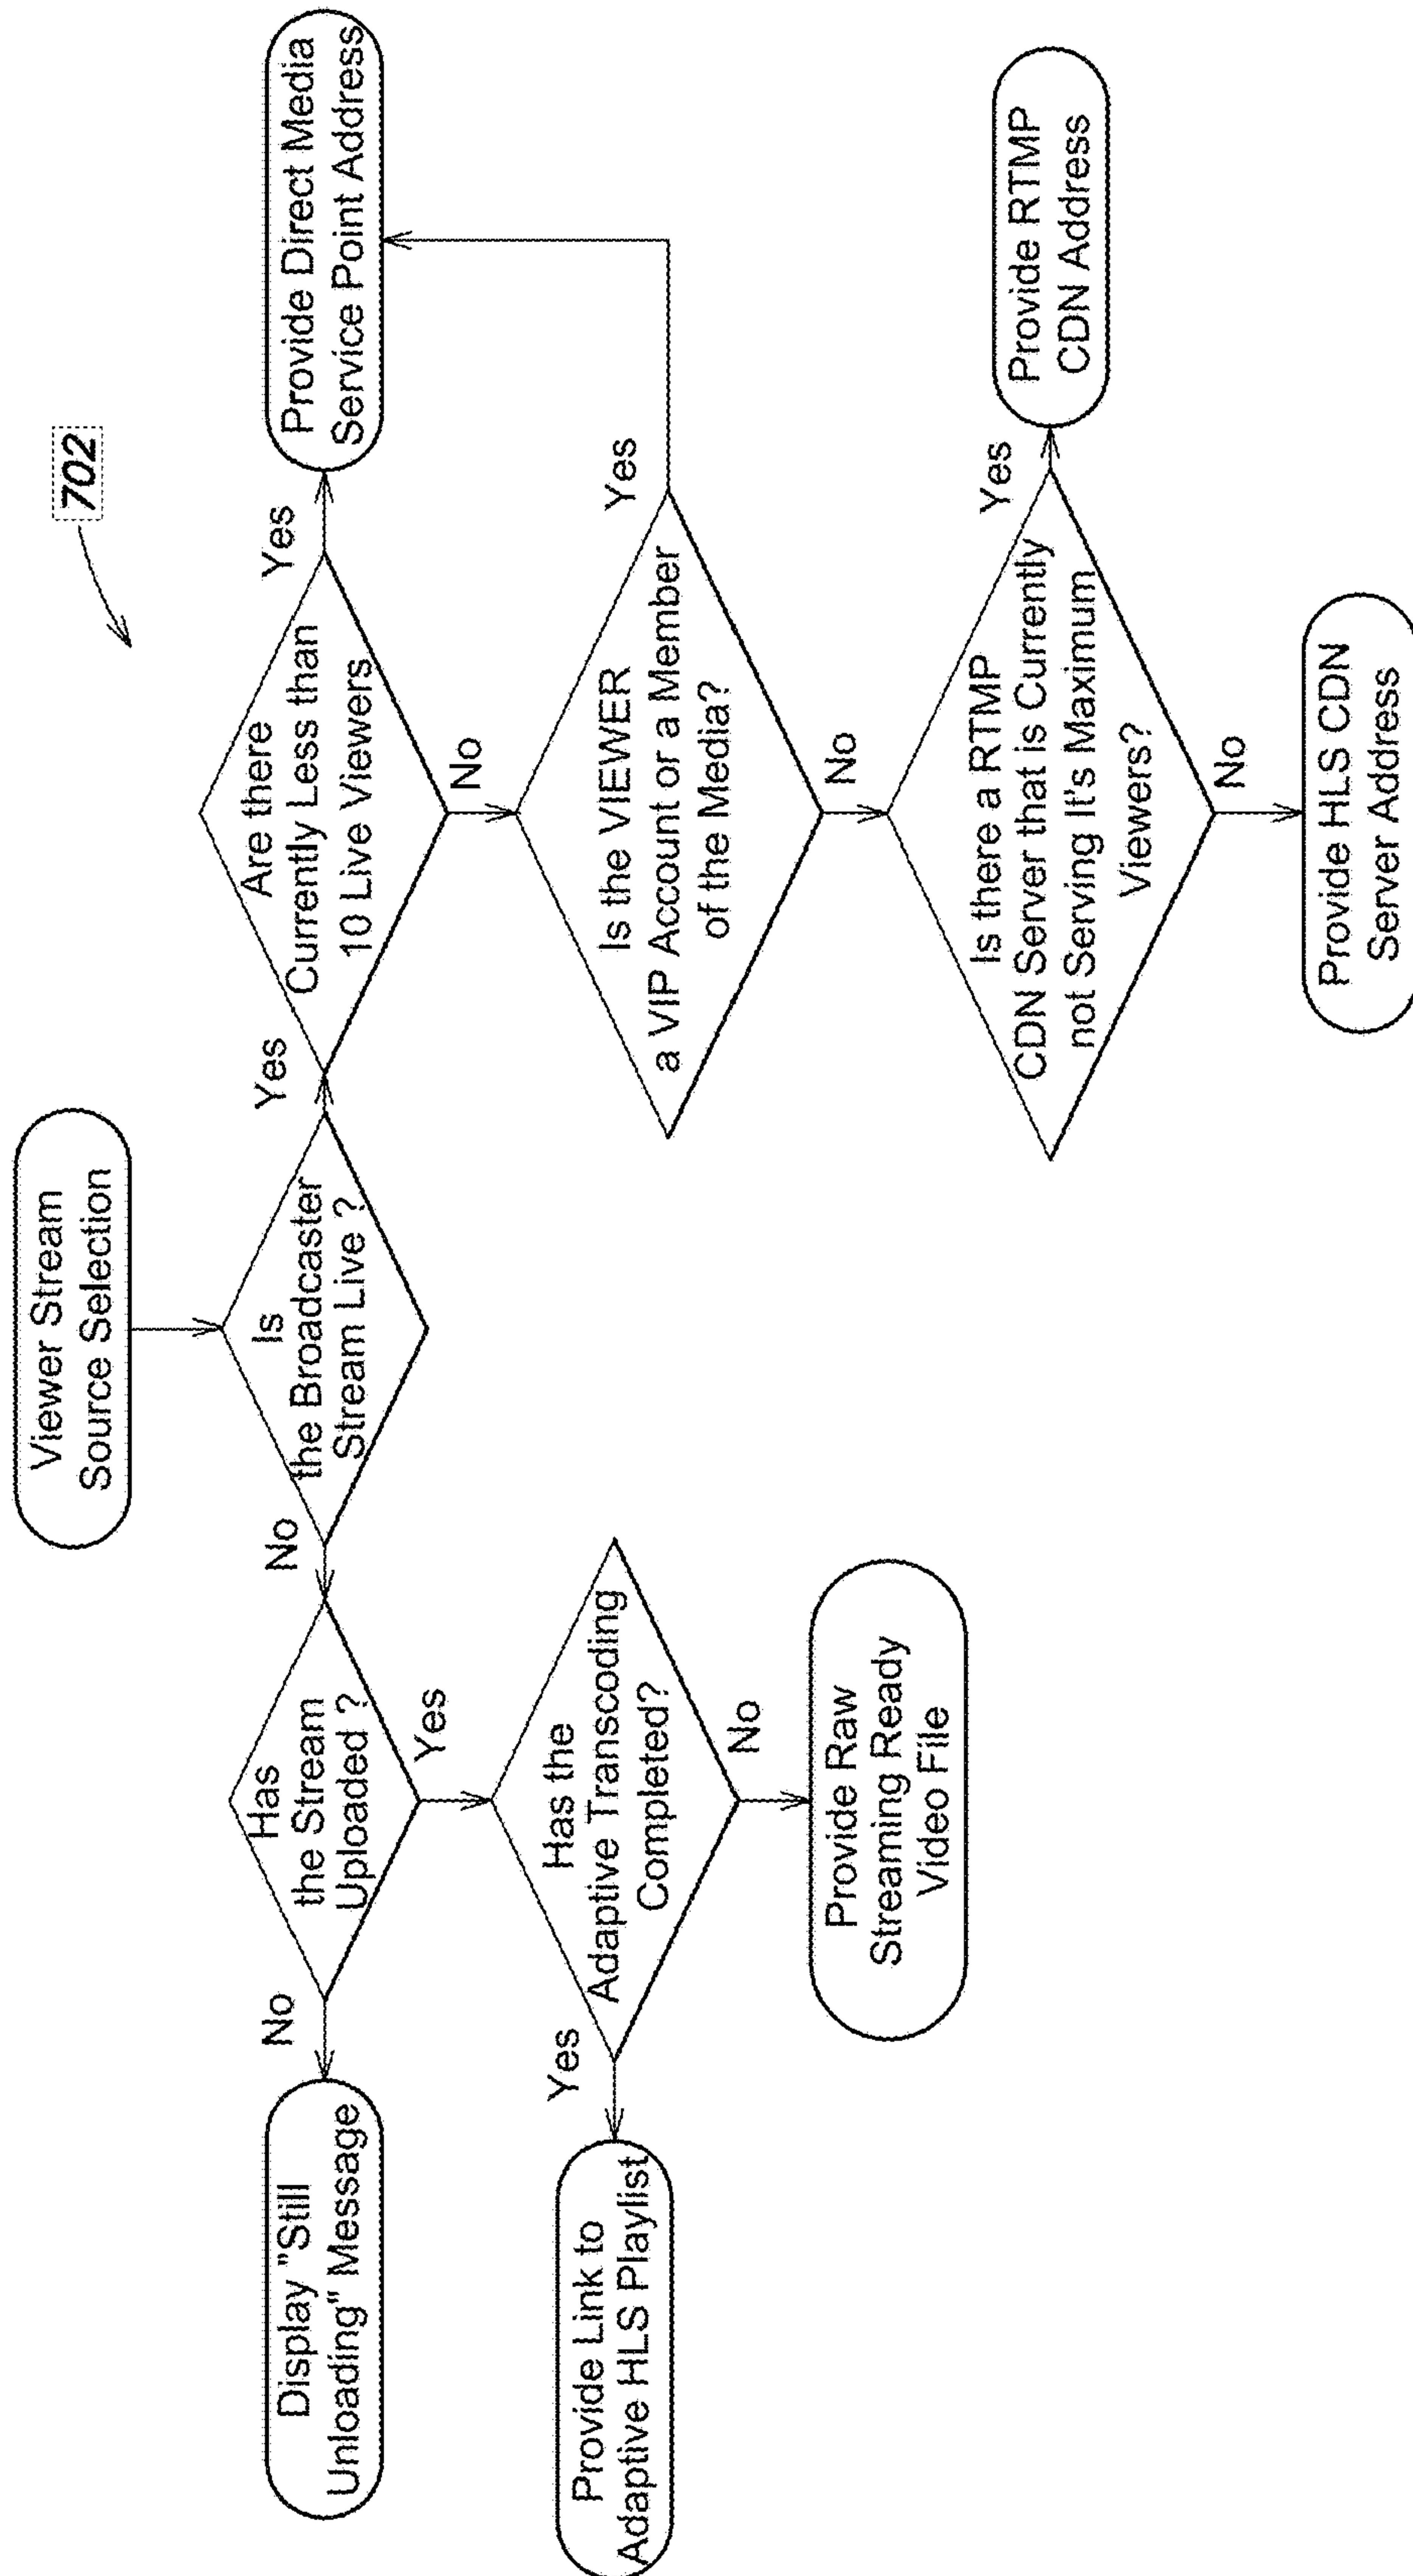 702
Viewer Stream
Source Selection
Is
the Broadcaster
Stream Live ?
No
Yes
Has
the Stream
Uploaded ?
No
Yes
Display "Still
Unloading" Message
Has the
Adaptive Transcoding
Completed?
Yes
No
Provide Link to
Adaptive HLS Playlist
Provide Raw
Streaming Ready
Video File
Are there
Currently Less than
10 Live Viewers
Yes
No
Provide Direct Media
Service Point Address
Is the VIEWER
a VIP Account or a Member
of the Media?
Yes
No
Is there a RTMP
CDN Server that is Currently
not Serving It's Maximum
Viewers?
Yes
No
Provide RTMP
CDN Address
Provide HLS CDN
Server Address